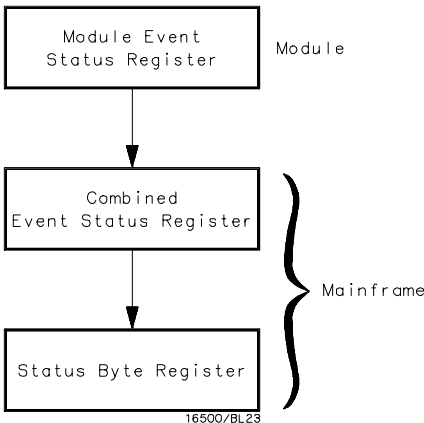 Module Event
Status Register
Module
Combined
Event Status Register
Mainframe
Status Byte Register
16500/BL23